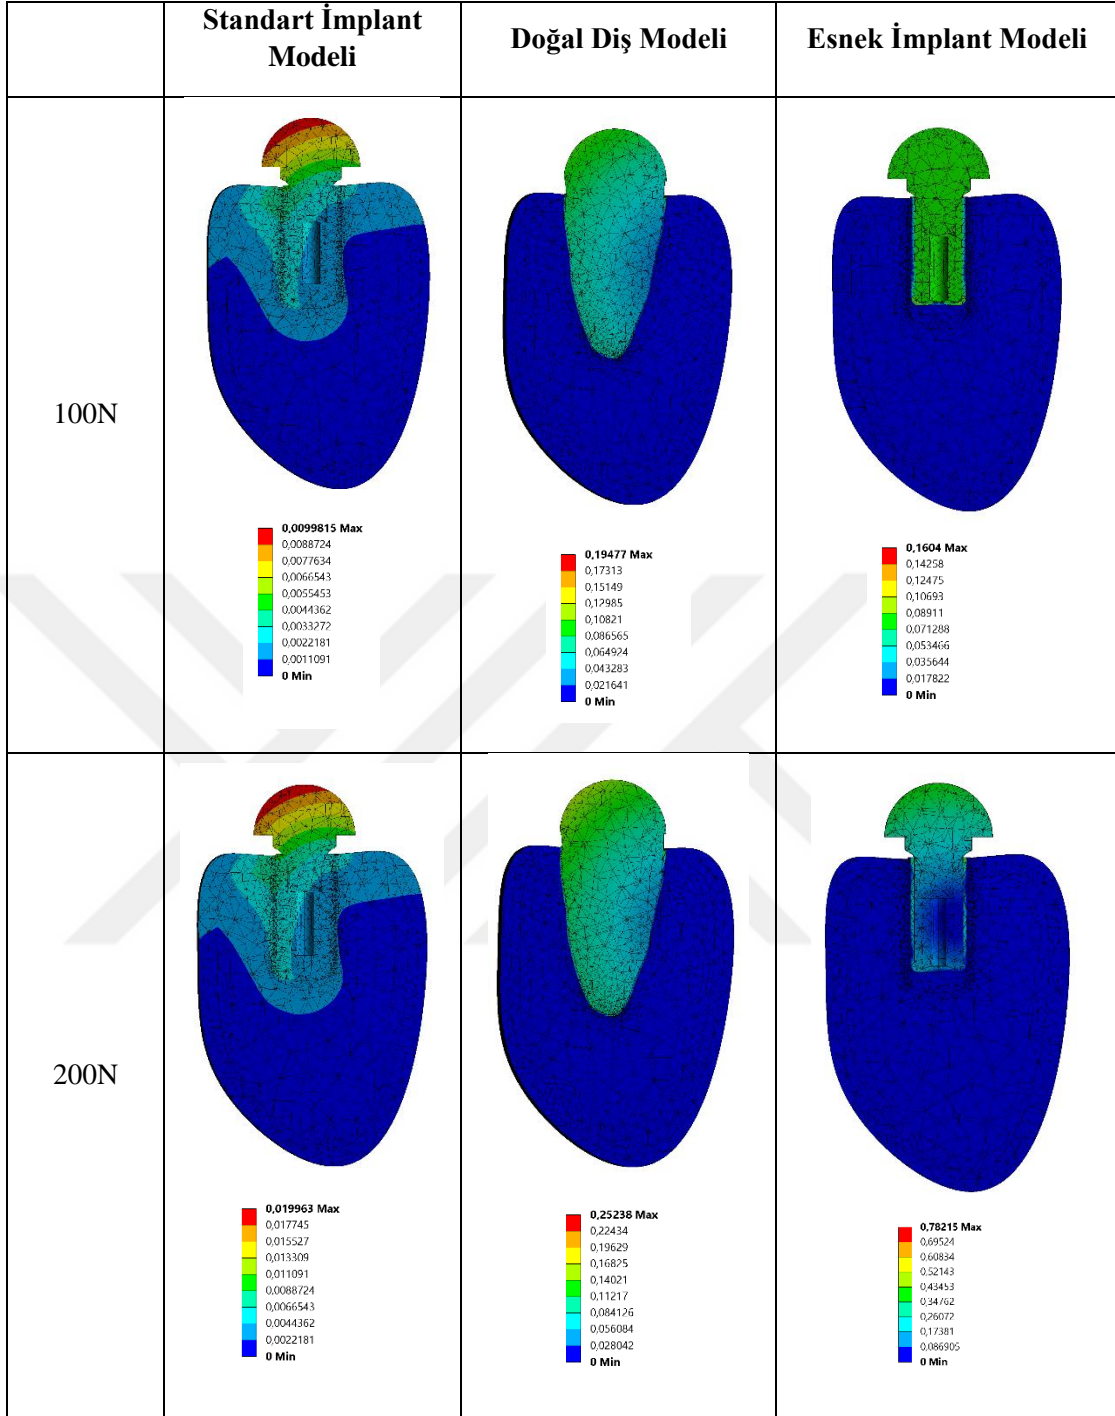 Standart İmplant
Modeli
Doğal Diş Modeli
Esnek İmplant Modeli
100N
0,0099815 Max
0,0088724
0,0077634
0,0066543
0,0055453
0,0044362
0,0033272
0,0022181
0,0011091
0 Min
0,19477 Max
0,17313
0,15149
0,12985
0,10821
0,086565
0,064924
0,043283
0,021641
0 Min
0,1604 Max
0,14258
0,12475
0,10693
0,08911
0,071288
0,053466
0,035644
0,017822
0 Min
200N
0,019963 Max
0,017745
0,015527
0,013309
0,011091
0,0088724
0,0066543
0,0044362
0,0022181
0 Min
0,25238 Max
0,22434
0,19629
0,16825
0,14021
0,11217
0,084126
0,056084
0,028042
0 Min
0,78215 Max
0,69524
0,60834
0,52143
0,43453
0,34762
0,26072
0,17381
0,086905
0 Min